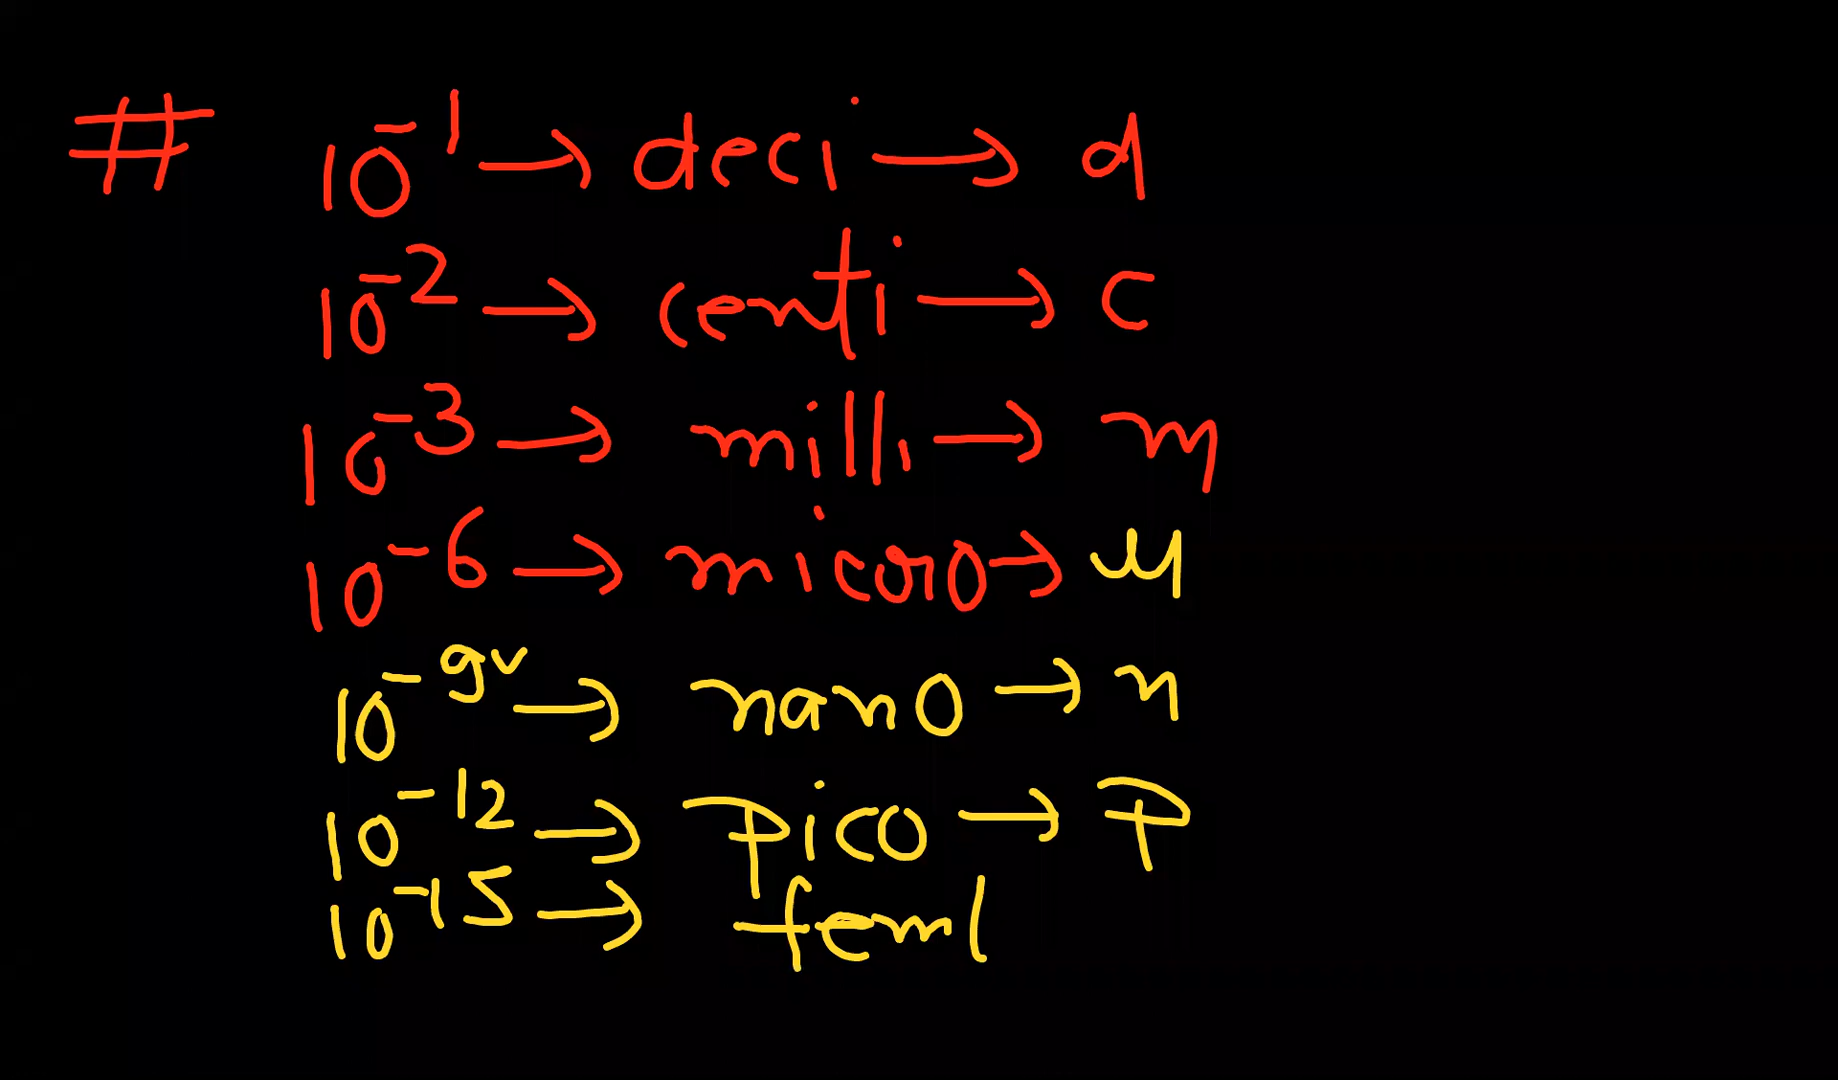 # 10⁻¹ → deci → d
10⁻² → centi → c
10⁻³ → milli → m
10⁻⁶ → micro → μ
10⁻⁹ → nano → n
10⁻¹² → pico → p
10⁻¹⁵ →